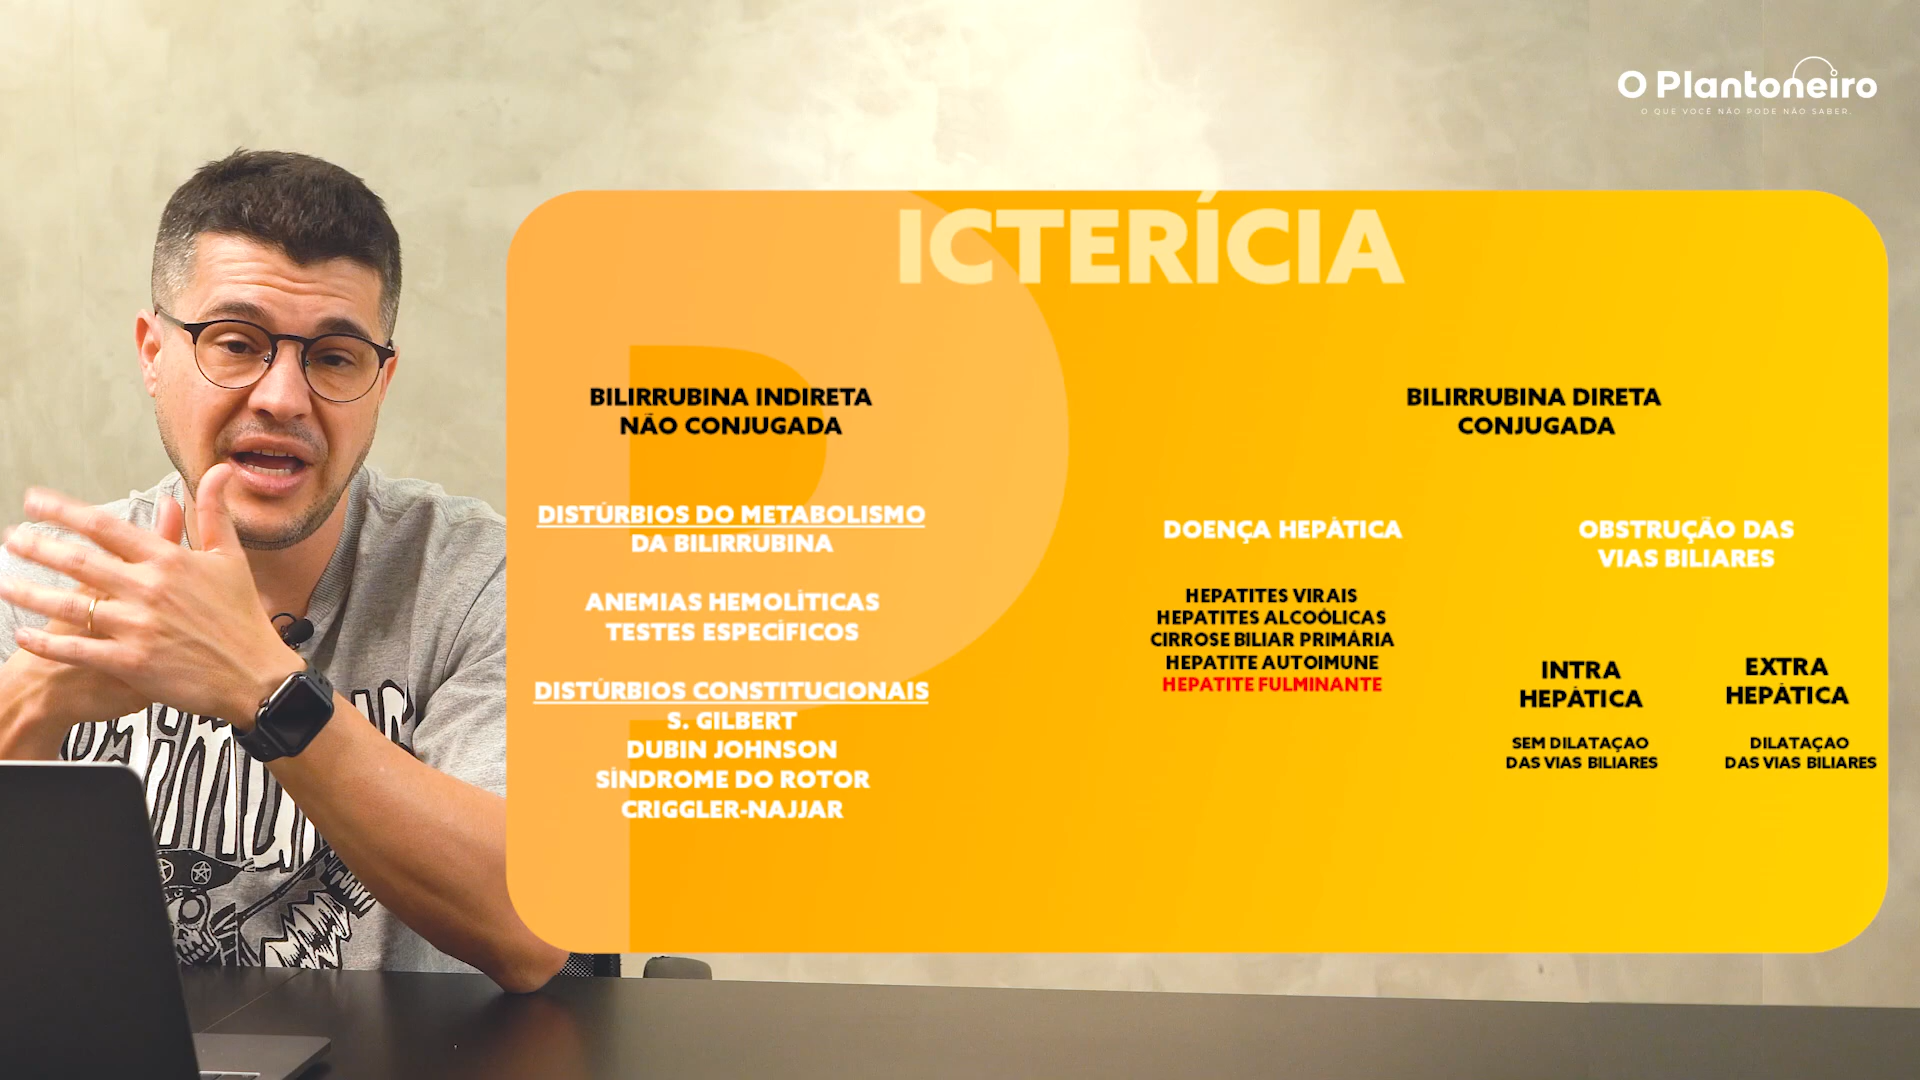 O Plantoneiro
O QUE VOCÊ NÃO PODE NÃO SABER.
ICTERÍCIA
BILIRRUBINA INDIRETA
NÃO CONJUGADA
DISTÚRBIOS DO METABOLISMO
DA BILIRRUBINA
ANEMIAS HEMOLÍTICAS
TESTES ESPECÍFICOS
DISTÚRBIOS CONSTITUCIONAIS
S. GILBERT
DUBIN JOHNSON
SÍNDROME DO ROTOR
CRIGGLER-NAJJAR
BILIRRUBINA DIRETA
CONJUGADA
DOENÇA HEPÁTICA
HEPATITES VIRAIS
HEPATITES ALCOÓLICAS
CIRROSE BILIAR PRIMÁRIA
HEPATITE AUTOIMUNE
HEPATITE FULMINANTE
OBSTRUÇÃO DAS
VIAS BILIARES
INTRA
HEPÁTICA
SEM DILATAÇAO
DAS VIAS BILIARES
EXTRA
HEPÁTICA
DILATAÇAO
DAS VIAS BILIARES